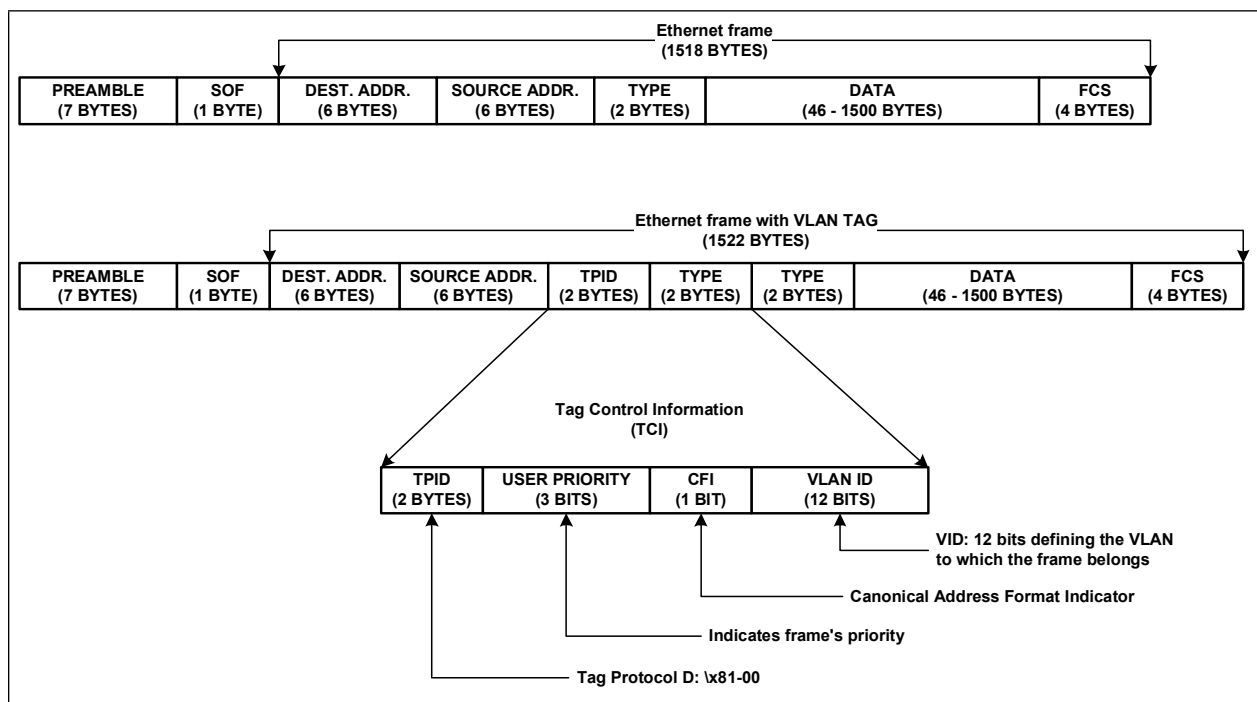 Ethernet frame
(1518 BYTES)
PREAMBLE
(7 BYTES)
SOF
(1 BYTE)
DEST. ADDR.
(6 BYTES)
SOURCE ADDR.
(6 BYTES)
TYPE
(2 BYTES)
DATA
(46 - 1500 BYTES)
FCS
(4 BYTES)
Ethernet frame with VLAN TAG
(1522 BYTES)
PREAMBLE
(7 BYTES)
SOF
(1 BYTE)
DEST. ADDR.
(6 BYTES)
SOURCE ADDR.
(6 BYTES)
TPID
(2 BYTES)
TYPE
(2 BYTES)
TYPE
(2 BYTES)
DATA
(46 - 1500 BYTES)
FCS
(4 BYTES)
Tag Control Information
(TCI)
TPID
(2 BYTES)
USER PRIORITY
(3 BITS)
CFI
(1 BIT)
VLAN ID
(12 BITS)
VID: 12 bits defining the VLAN
to which the frame belongs
Canonical Address Format Indicator
Indicates frame's priority
Tag Protocol D: \x81-00